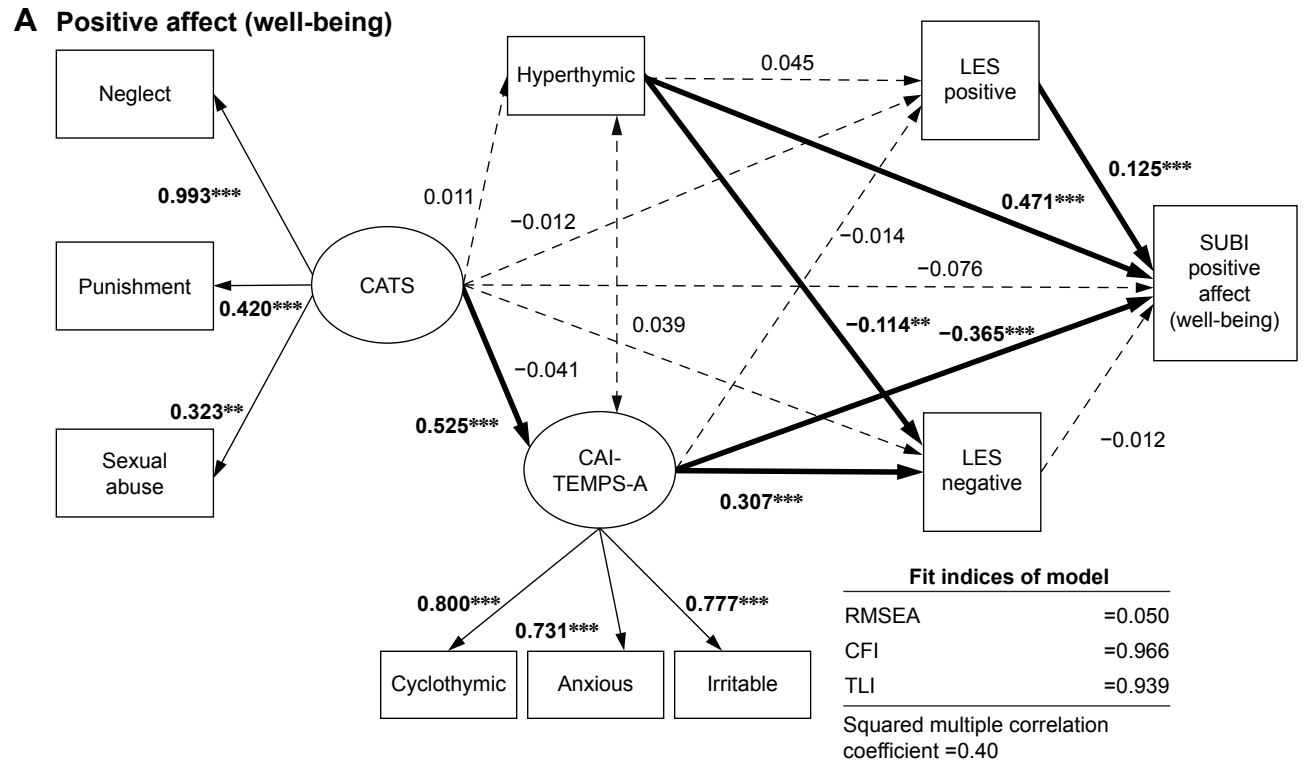 A Positive affect (well-being)
Neglect
Hyperthymic
LES
positive
0.045
0.993***
0.011
−0.012
0.471***
0.125***
−0.014
SUBI
positive
affect
(well-being)
Punishment
0.420***
CATS
−0.076
0.039
−0.114**
−0.365***
−0.041
0.323**
0.525***
Sexual
abuse
CAI-
TEMPS-A
LES
negative
−0.012
0.307***
0.800***
0.731***
0.777***
Cyclothymic
Anxious
Irritable
Fit indices of model
RMSEA =0.050
CFI =0.966
TLI =0.939
Squared multiple correlation
coefficient =0.40